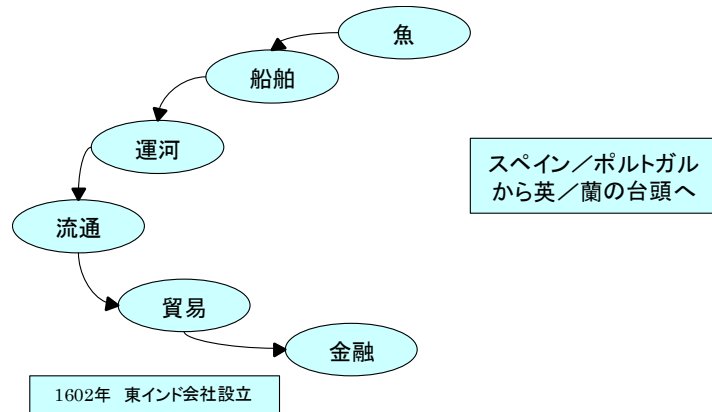 魚
船舶
運河
スペイン／ポルトガル
から英／蘭の台頭へ
流通
貿易
金融
1602年 東インド会社設立